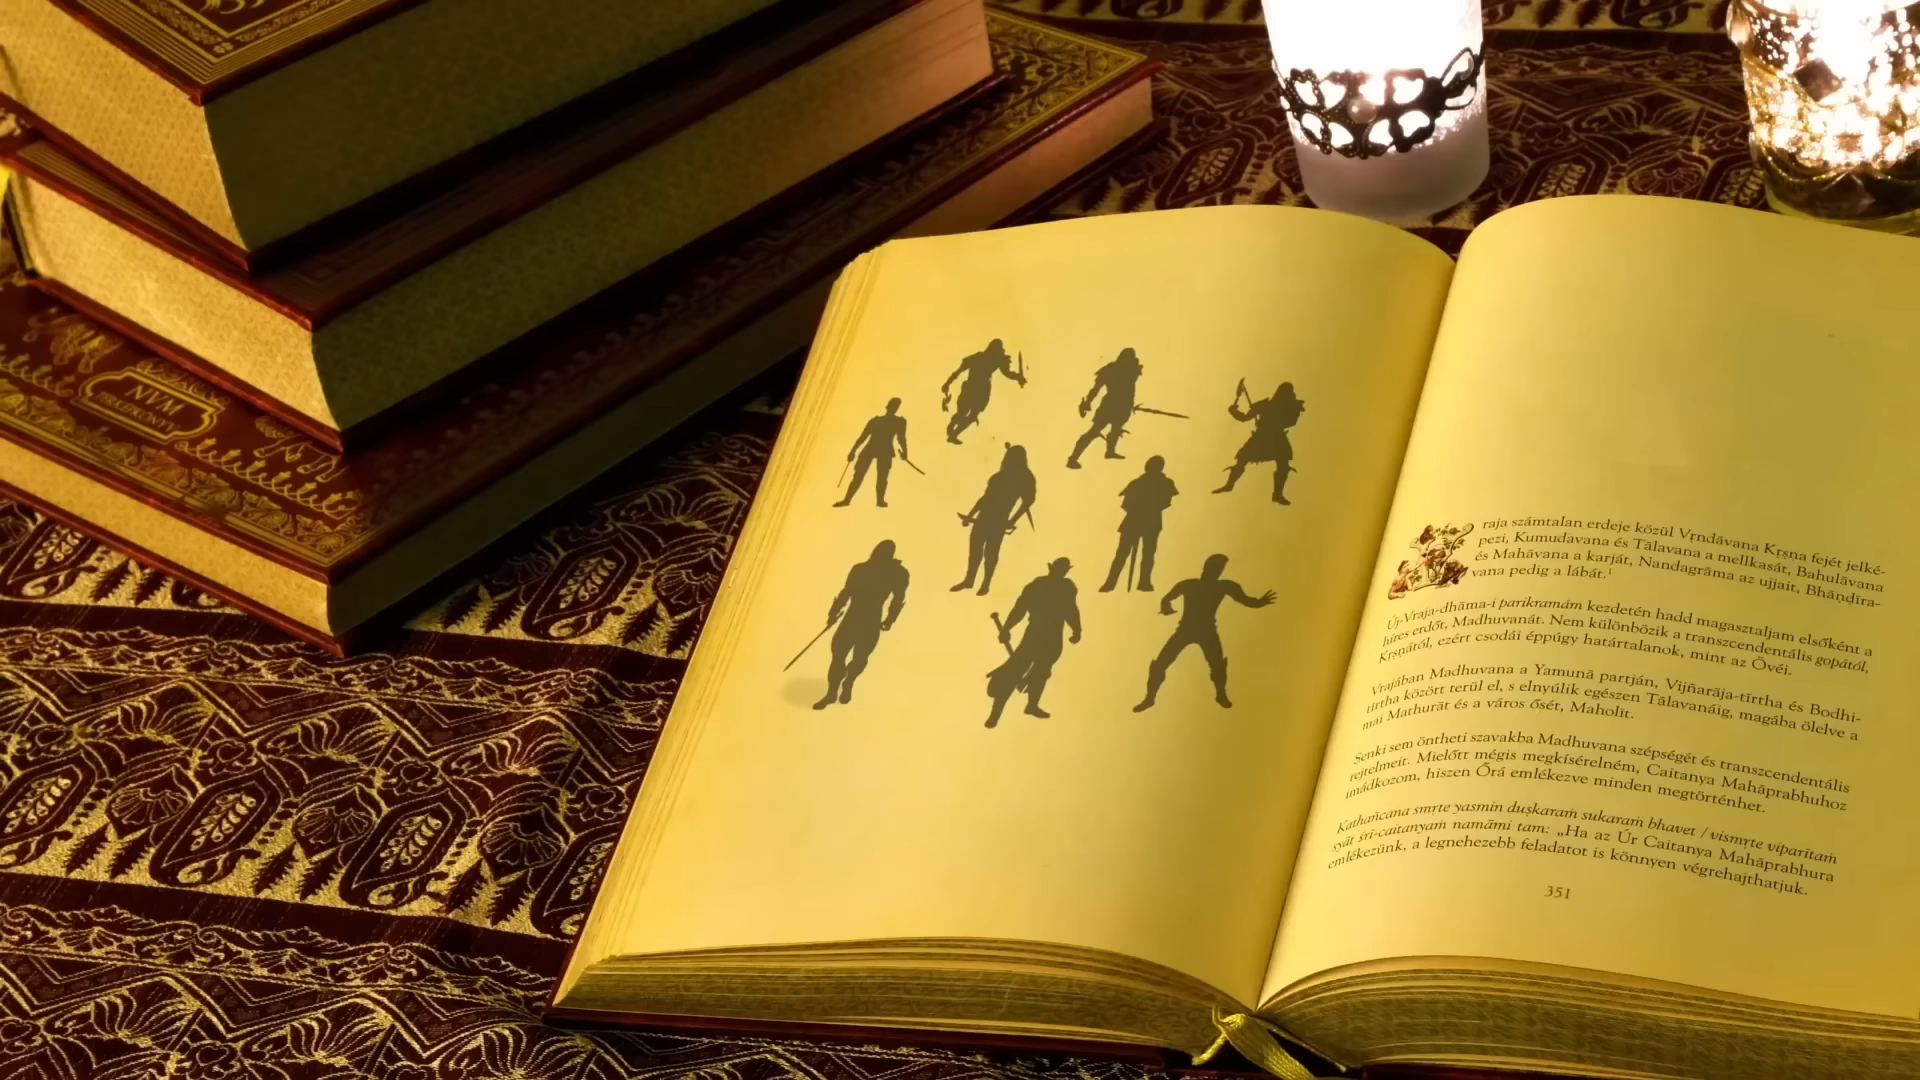 NVM
raja számtalan erdeje közül Vṛndāvana Kṛṣṇa fejét jelké-
pezi, Kumudavana és Tālavana a mellkasát, Bahulāvana
és Mahāvana a karját, Nandagrāma az ujjait, Bhāṇḍīra-
vana pedig a lábát.¹
Új-Vraja-dhāma-i parikramám kezdetén hadd magasztaljam elsőként a
híres erdőt, Madhuvanát. Nem különbözik a transzcendentális gopától,
Kṛṣṇától, ezért csodái éppúgy határtalanok, mint az Övéi.
Vrajában Madhuvana a Yamunā partján, Vijñarāja-tīrtha és Bodhi-
tīrtha között terül el, s elnyúlik egészen Tālavanáig, magába ölelve a
mai Mathurāt és a város ősét, Maholīt.
Senki sem öntheti szavakba Madhuvana szépségét és transzcendentális
rejtelmeit. Mielőtt mégis megkísérelném, Caitanya Mahāprabhuhoz
imádkozom, hiszen Őrá emlékezve minden megtörténhet.
Kathañcana smṛte yasmin duṣkaraṁ sukaraṁ bhavet / vismṛte viparītaṁ
syāt śrī-caitanyaṁ namāmi tam: „Ha az Úr Caitanya Mahāprabhura
emlékezünk, a legnehezebb feladatot is könnyen végrehajthatjuk.
351